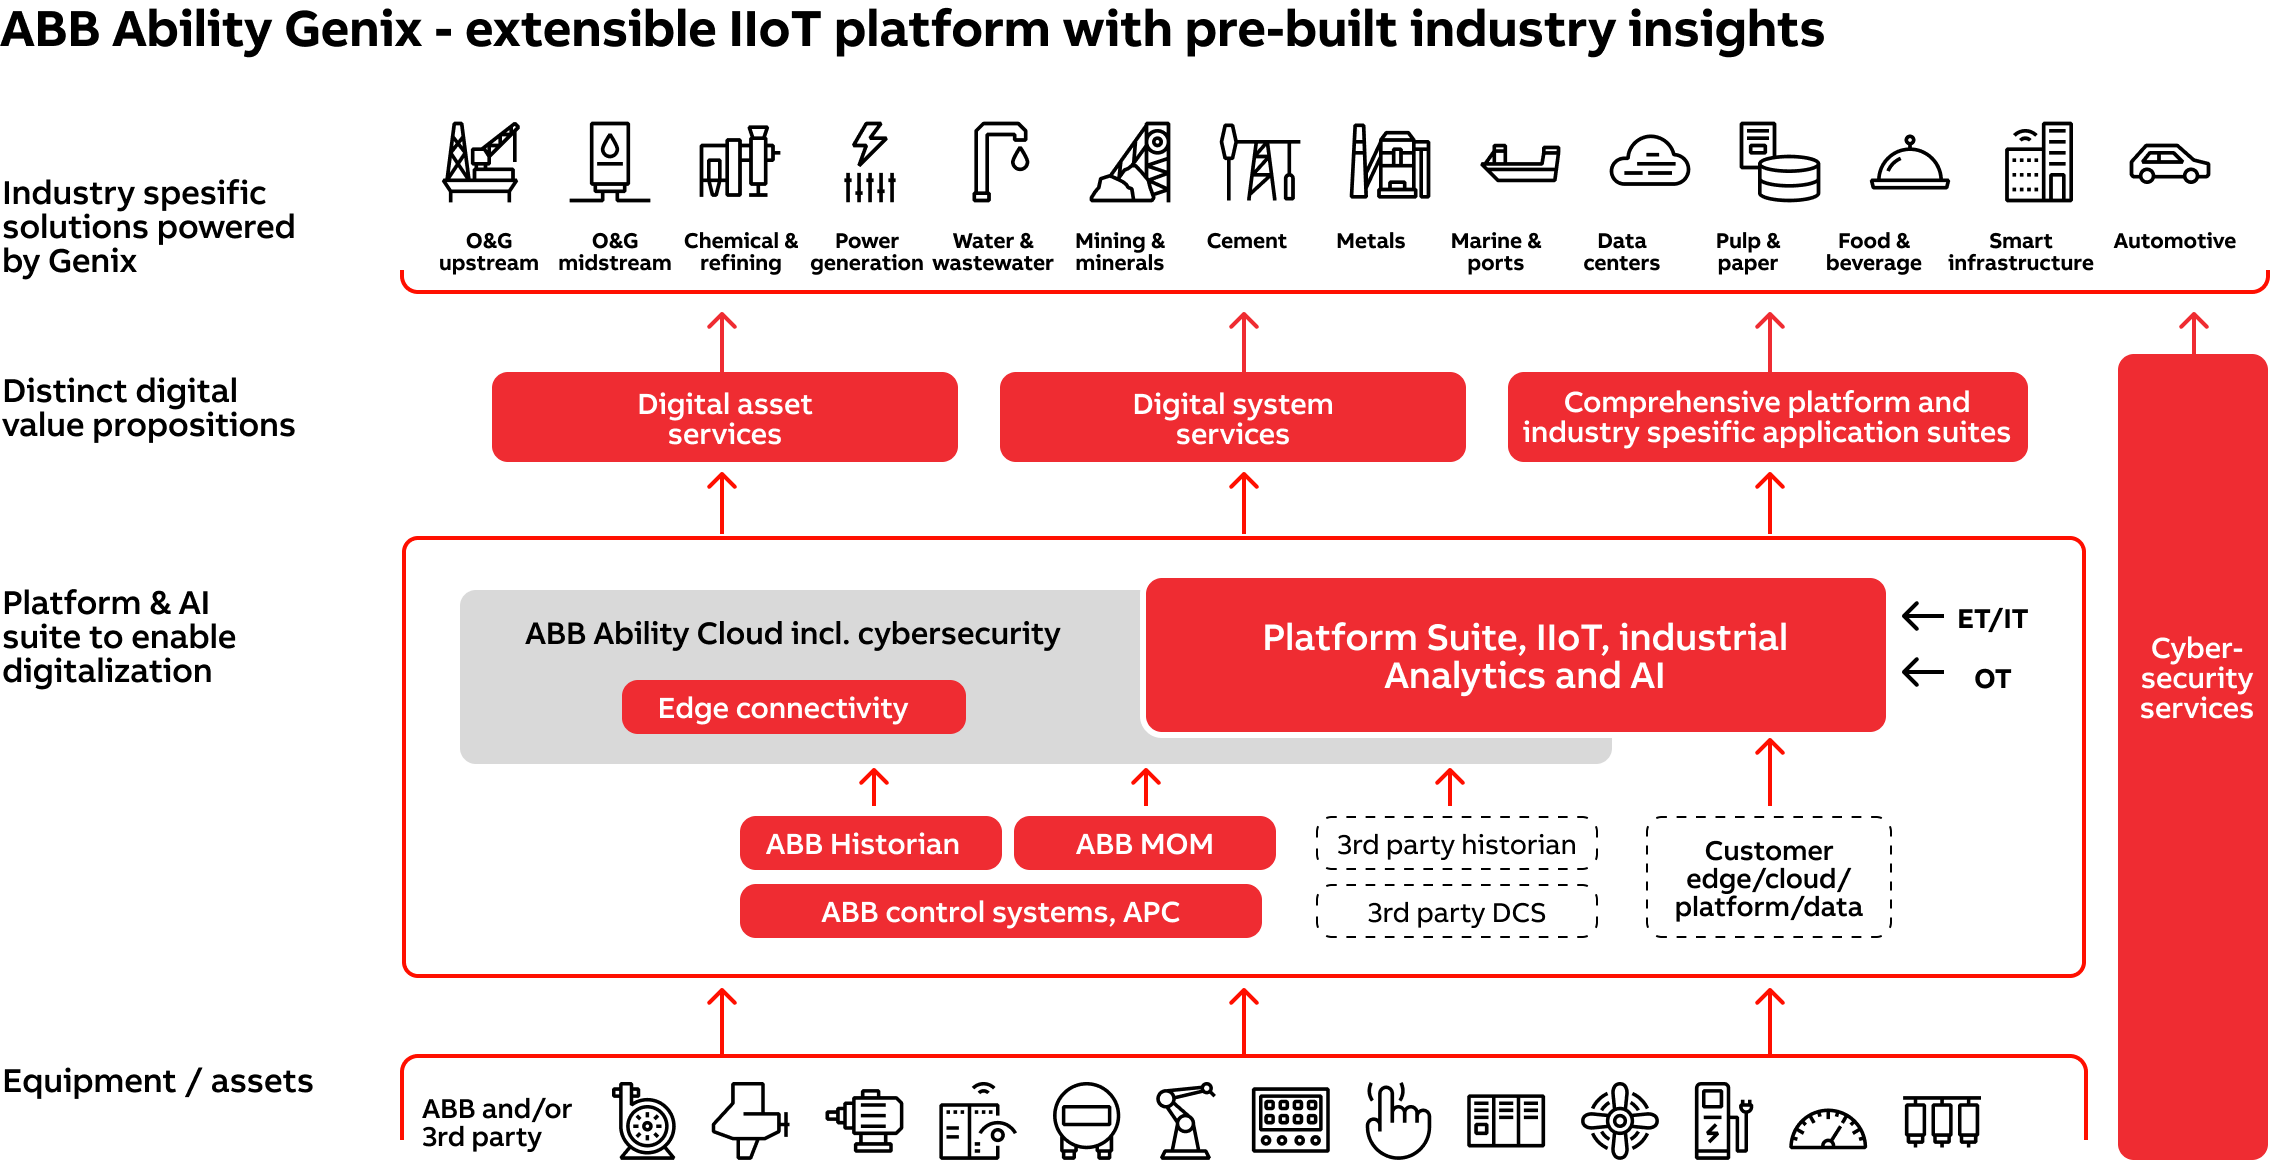 ABB Ability Genix - extensible IIoT platform with pre-built industry insights
Industry spesific
solutions powered
by Genix
O&G
upstream
O&G
midstream
Chemical &
refining
Power
generation
Water &
wastewater
Mining &
minerals
Cement
Metals
Marine &
ports
Data
centers
Pulp &
paper
Food &
beverage
Smart
infrastructure
Automotive
Distinct digital
value propositions
Digital asset
services
Digital system
services
Comprehensive platform and
industry spesific application suites
Platform & AI
suite to enable
digitalization
ABB Ability Cloud incl. cybersecurity
Edge connectivity
Platform Suite, IIoT, industrial
Analytics and AI
ET/IT
OT
Cyber-
security
services
ABB Historian
ABB MOM
ABB control systems, APC
3rd party historian
3rd party DCS
Customer
edge/cloud/
platform/data
Equipment / assets
ABB and/or
3rd party